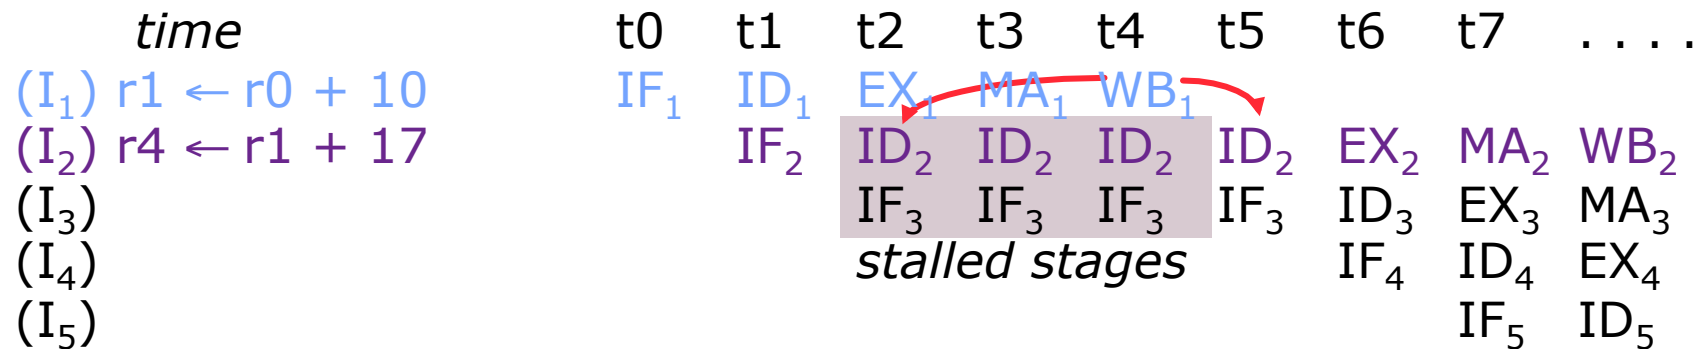 time t0 t1 t2 t3 t4 t5 t6 t7 . . . .
(I₁) r1 ← r0 + 10 IF₁ ID₁ EX₁ MA₁ WB₁
(I₂) r4 ← r1 + 17 IF₂ ID₂ ID₂ ID₂ ID₂ EX₂ MA₂ WB₂
(I₃) IF₃ IF₃ IF₃ IF₃ ID₃ EX₃ MA₃
(I₄) stalled stages IF₄ ID₄ EX₄
(I₅) IF₅ ID₅